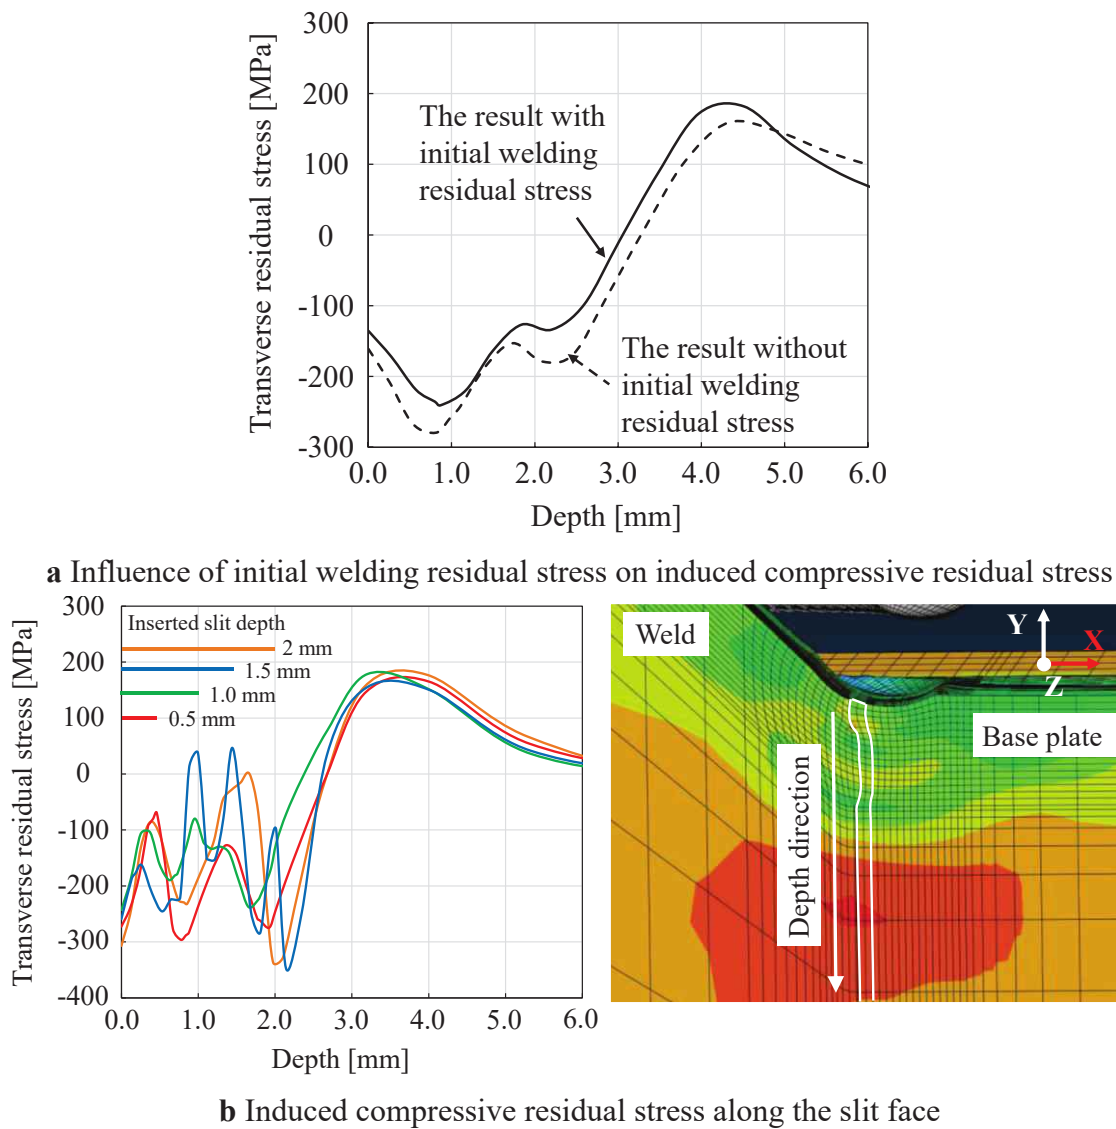 300
200
100
0
-100
-200
-300
Transverse residual stress [MPa]
The result with
initial welding
residual stress
The result without
initial welding
residual stress
0.0 1.0 2.0 3.0 4.0 5.0 6.0
Depth [mm]
a Influence of initial welding residual stress on induced compressive residual stress
300
200
100
0
-100
-200
-300
-400
Transverse residual stress [MPa]
Inserted slit depth
2 mm
1.5 mm
1.0 mm
0.5 mm
0.0 1.0 2.0 3.0 4.0 5.0 6.0
Depth [mm]
Weld
Y
X
Z
Base plate
Depth direction
b Induced compressive residual stress along the slit face